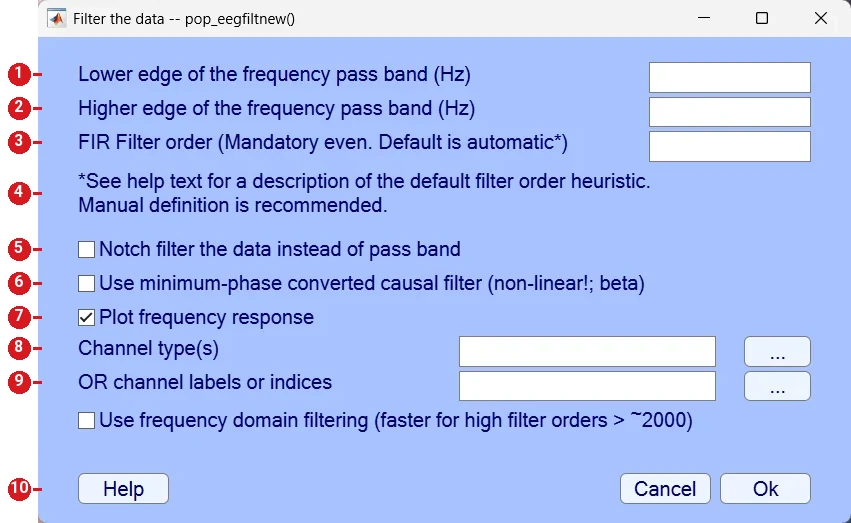 Filter the data -- pop_eegfiltnew()
1 Lower edge of the frequency pass band (Hz)
2 Higher edge of the frequency pass band (Hz)
3 FIR Filter order (Mandatory even. Default is automatic*)
4 *See help text for a description of the default filter order heuristic.
Manual definition is recommended.
5 Notch filter the data instead of pass band
6 Use minimum-phase converted causal filter (non-linear!; beta)
7 Plot frequency response
8 Channel type(s) ...
9 OR channel labels or indices ...
Use frequency domain filtering (faster for high filter orders > ~2000)
10 Help Cancel Ok